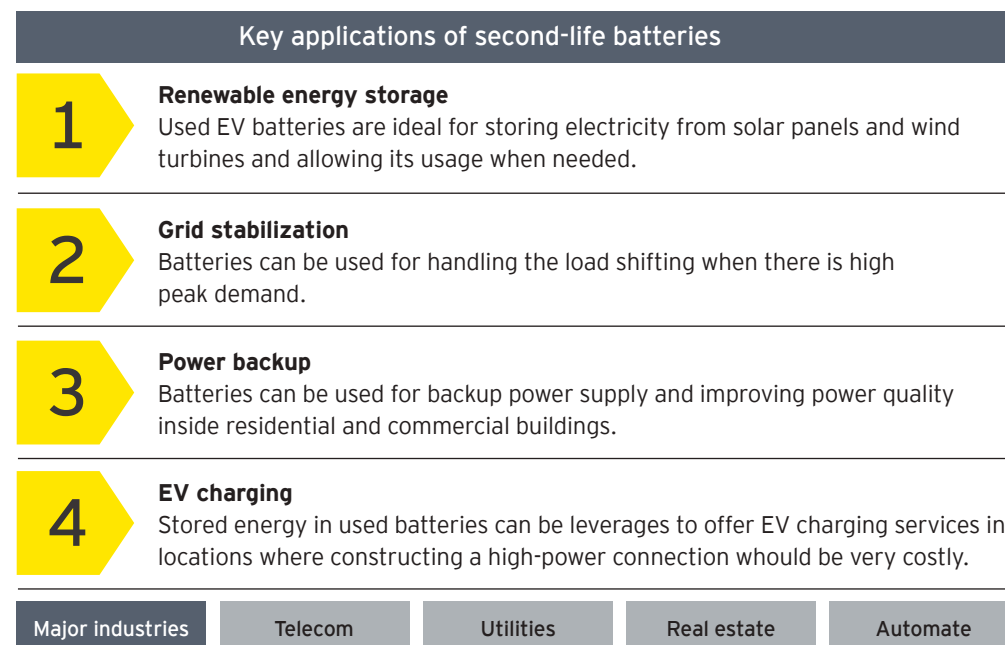 Key applications of second-life batteries
1
Renewable energy storage
Used EV batteries are ideal for storing electricity from solar panels and wind
turbines and allowing its usage when needed.
2
Grid stabilization
Batteries can be used for handling the load shifting when there is high
peak demand.
3
Power backup
Batteries can be used for backup power supply and improving power quality
inside residential and commercial buildings.
4
EV charging
Stored energy in used batteries can be leverages to offer EV charging services in
locations where constructing a high-power connection whould be very costly.
Major industries Telecom Utilities Real estate Automate